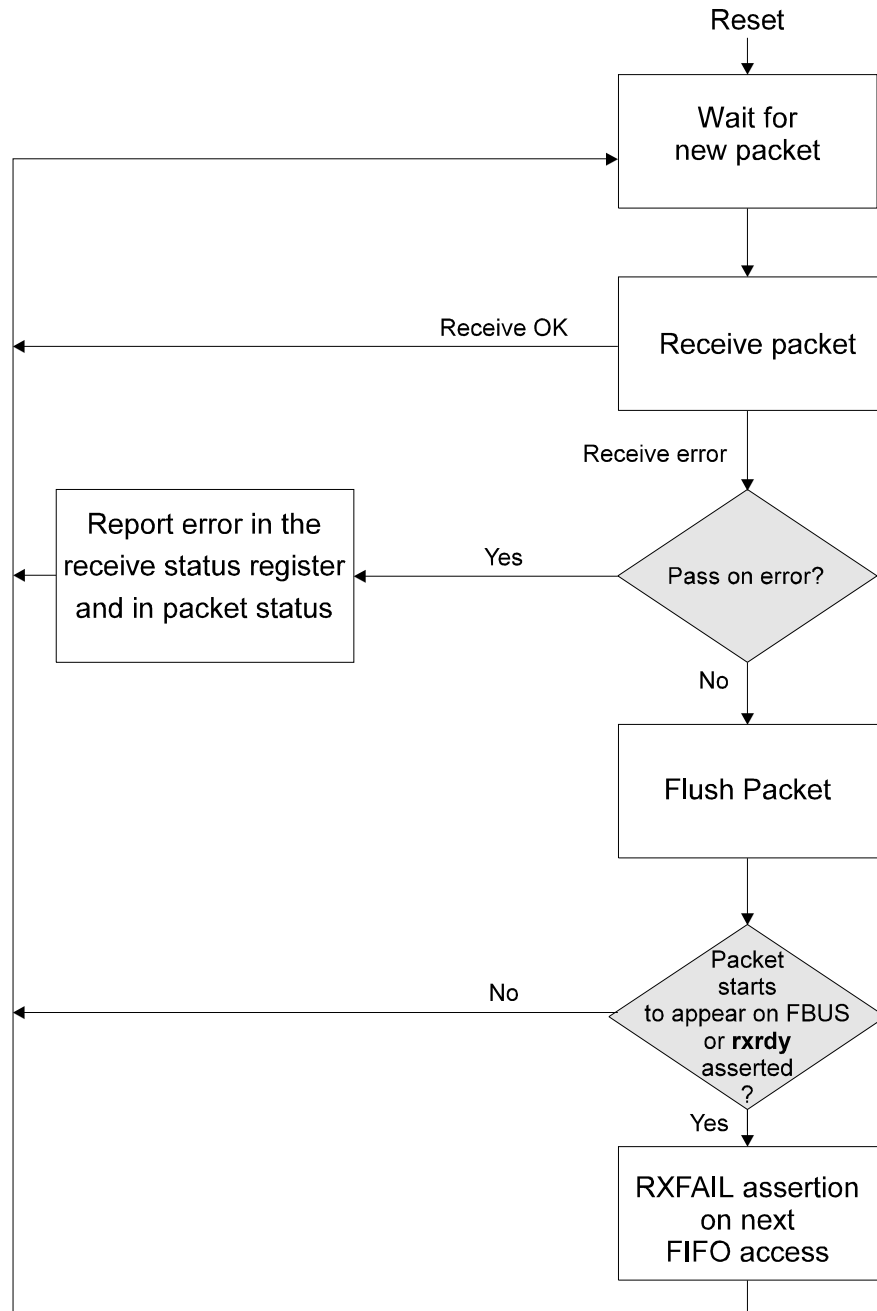 Reset
Wait for
new packet
Receive OK
Receive packet
Receive error
Report error in the
receive status register
and in packet status
Yes
Pass on error?
No
Flush Packet
No
Packet
starts
to appear on FBUS
or rxrdy
asserted
?
Yes
RXFAIL assertion
on next
FIFO access